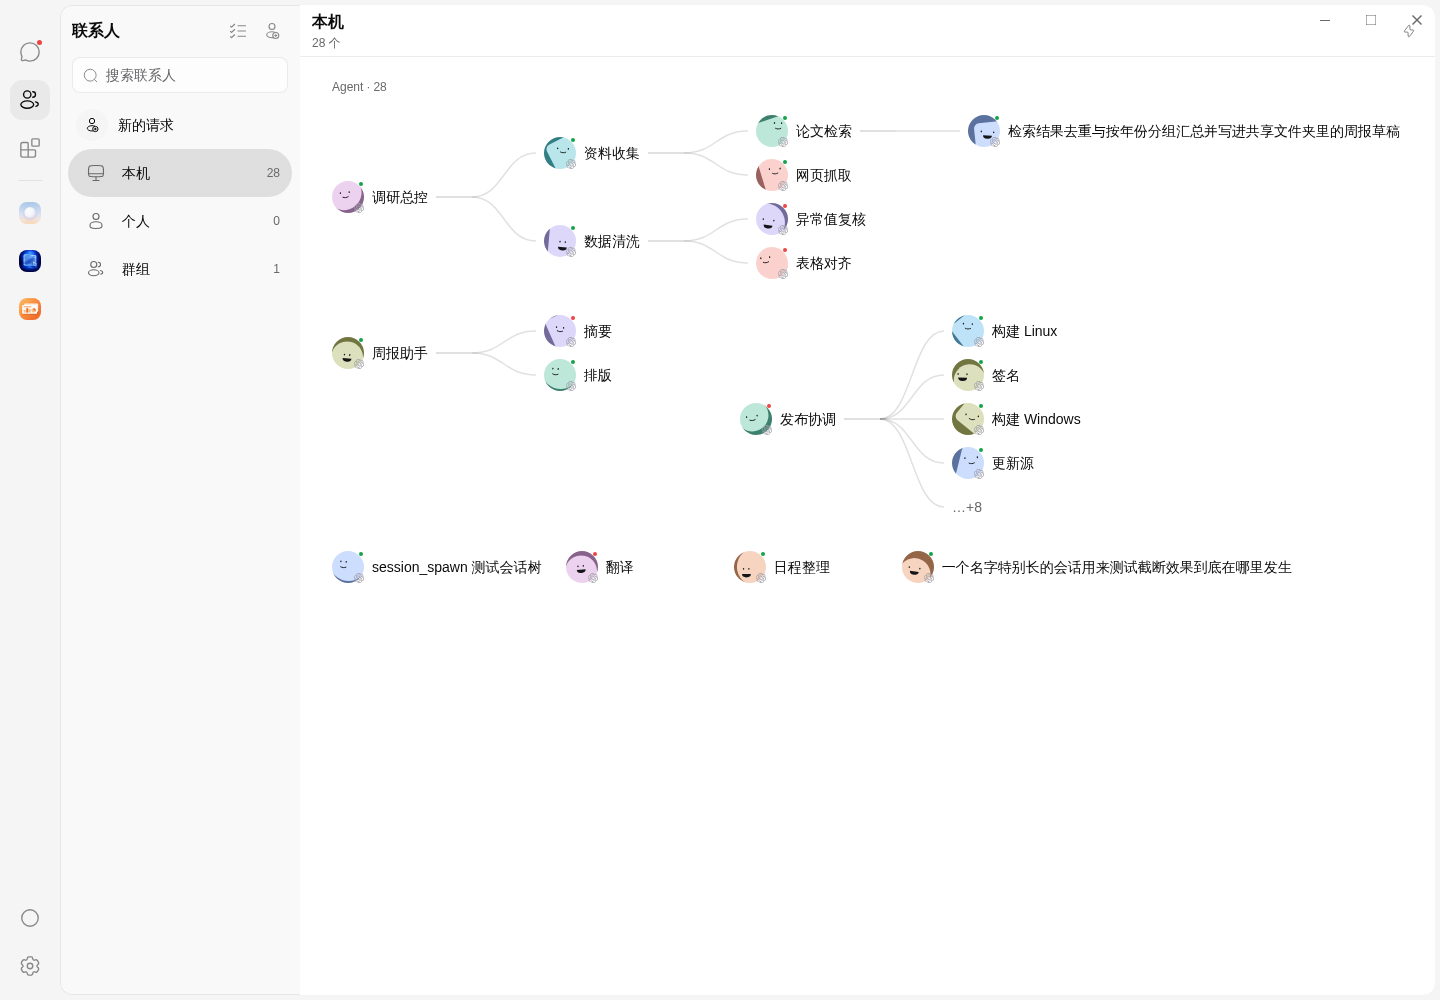 联系人
搜索联系人
新的请求
本机 28
个人 0
群组 1
本机
28 个
Agent · 28
调研总控
资料收集
论文检索
检索结果去重与按年份分组汇总并写进共享文件夹里的周报草稿
网页抓取
数据清洗
异常值复核
表格对齐
周报助手
摘要
排版
发布协调
构建 Linux
签名
构建 Windows
更新源
…+8
session_spawn 测试会话树
翻译
日程整理
一个名字特别长的会话用来测试截断效果到底在哪里发生